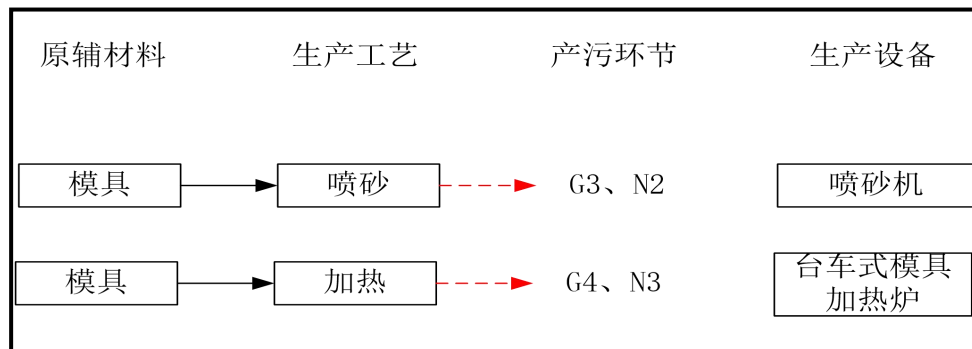 原辅材料 生产工艺 产污环节 生产设备
模具 喷砂 G3、N2 喷砂机
模具 加热 G4、N3 台车式模具
加热炉